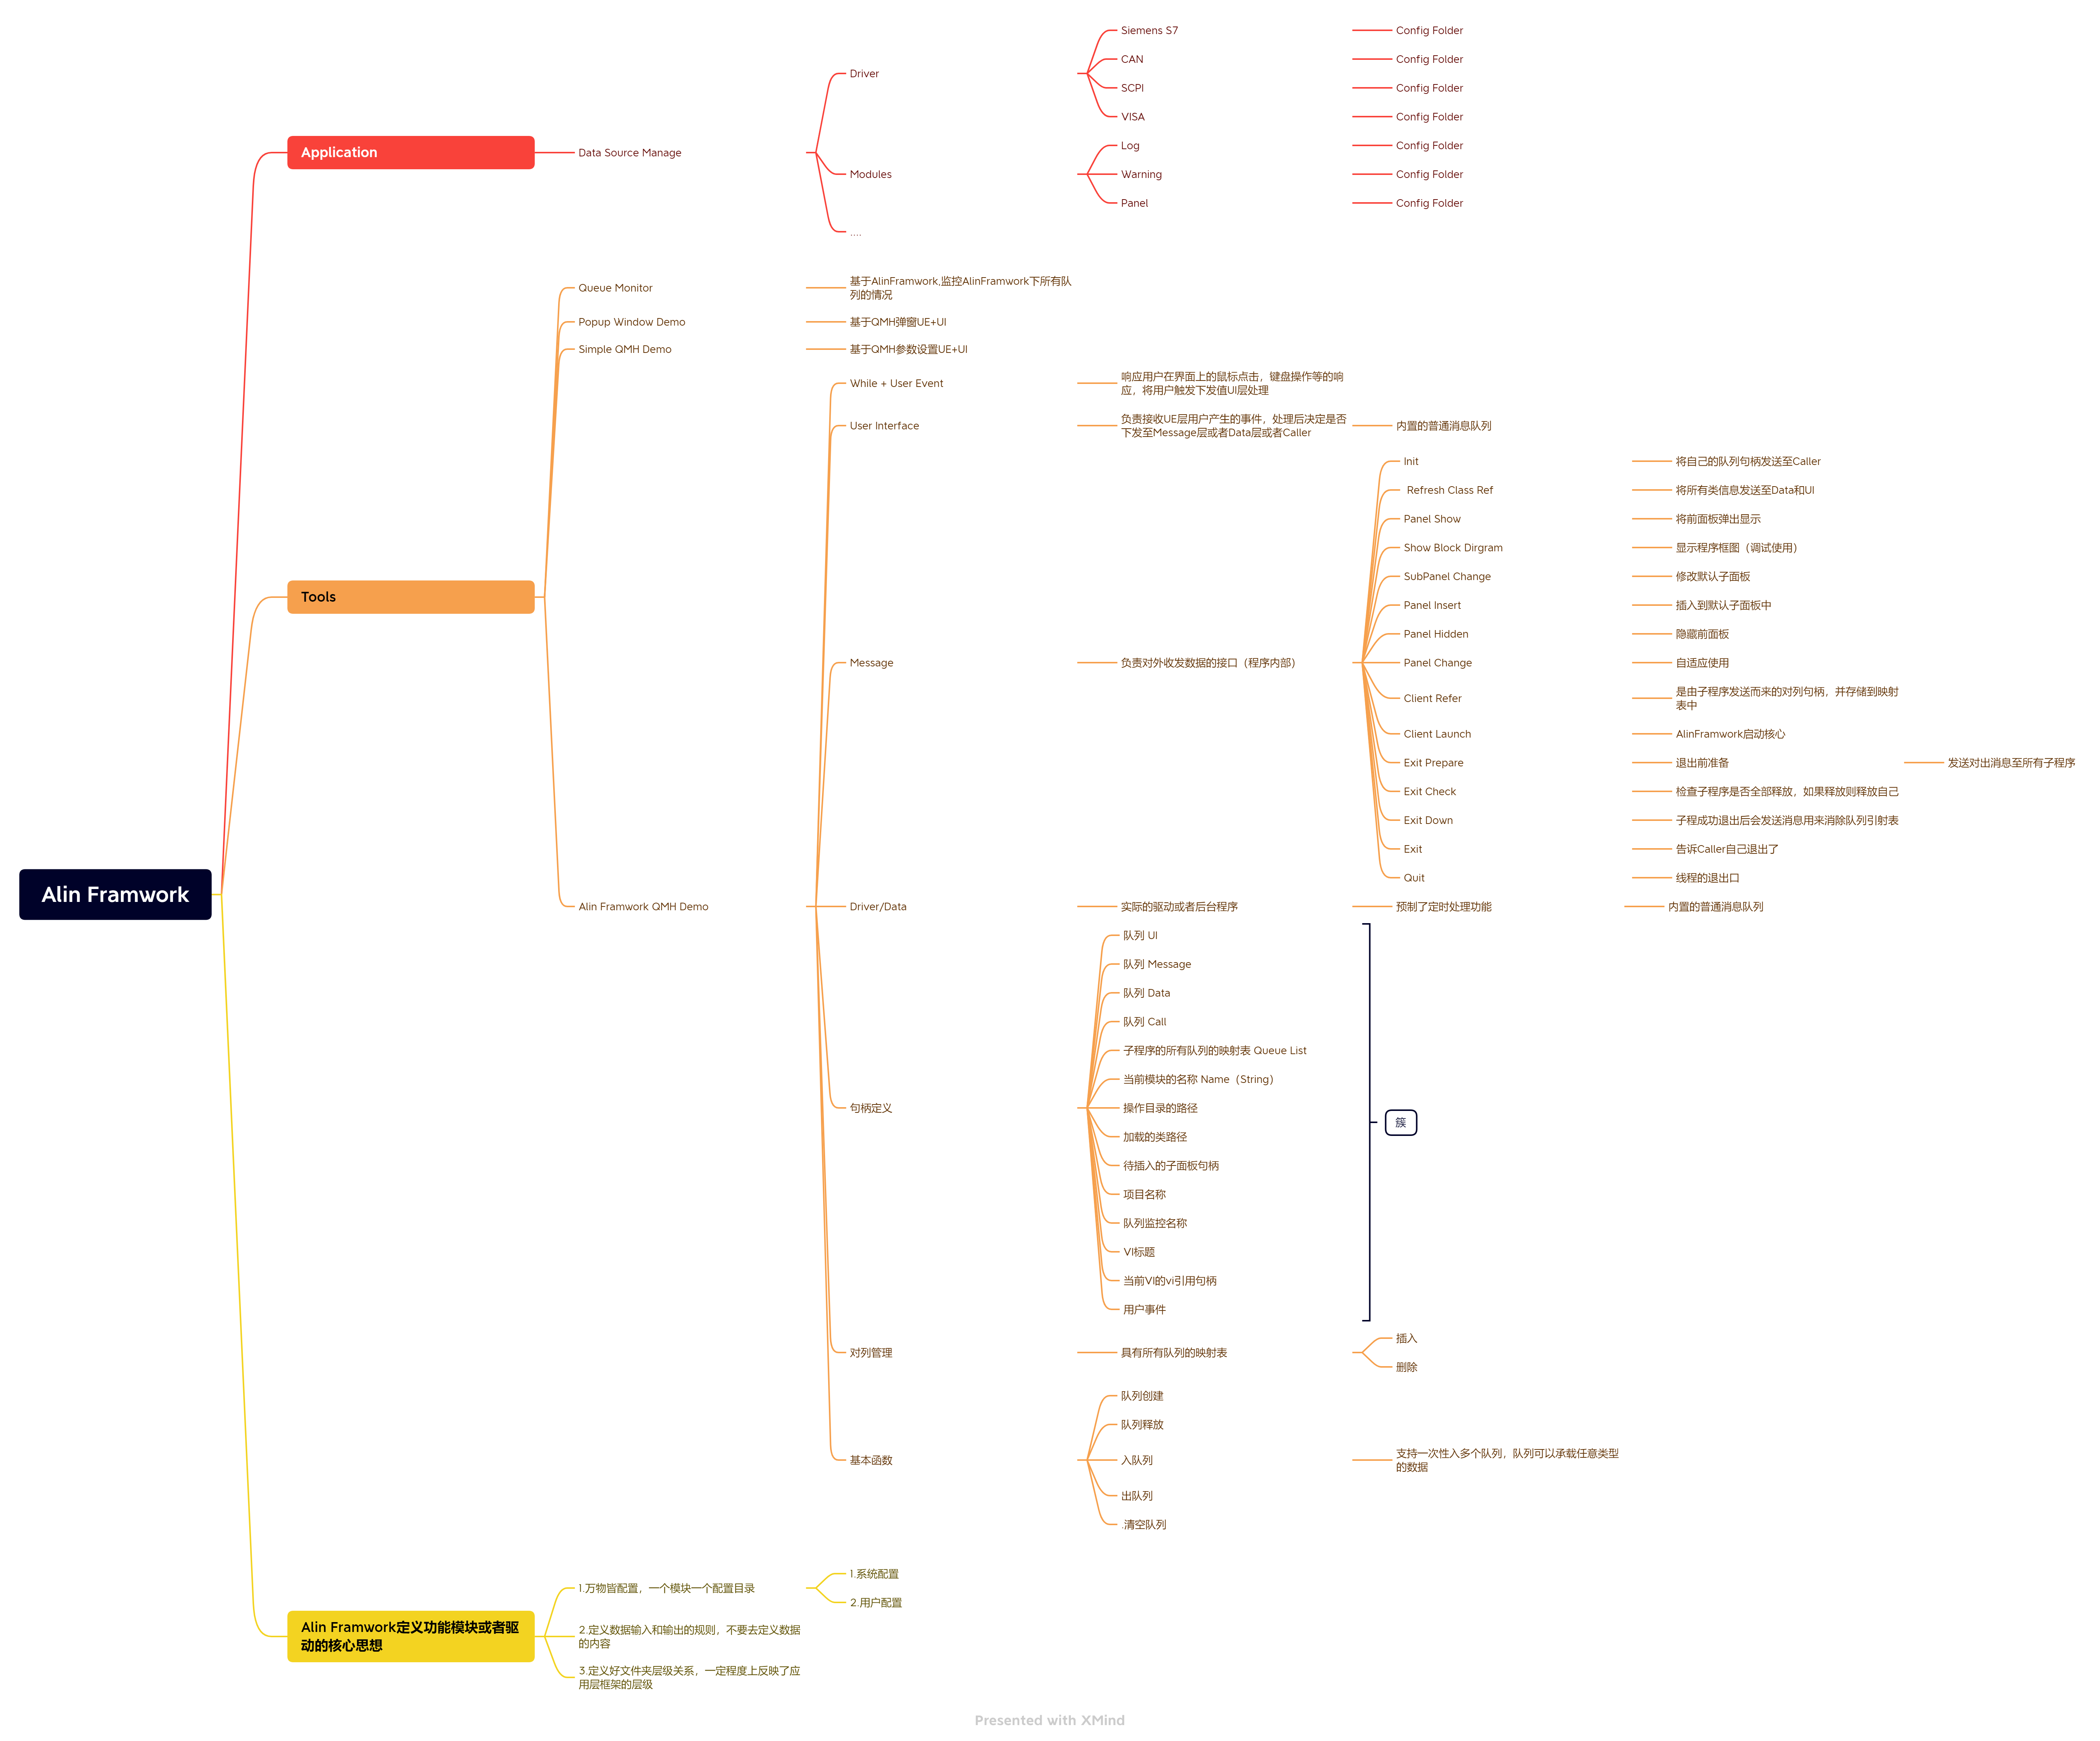 Alin Framwork
Application
Data Source Manage
Driver
Siemens S7
Config Folder
CAN
Config Folder
SCPI
Config Folder
VISA
Config Folder
Modules
Log
Config Folder
Warning
Config Folder
Panel
Config Folder
....
Tools
Queue Monitor
基于AlinFramwork,监控AlinFramwork下所有队
列的情况
Popup Window Demo
基于QMH弹窗UE+UI
Simple QMH Demo
基于QMH参数设置UE+UI
Alin Framwork QMH Demo
While + User Event
响应用户在界面上的鼠标点击，键盘操作等的响
应，将用户触发下发值UI层处理
User Interface
负责接收UE层用户产生的事件，处理后决定是否
下发至Message层或者Data层或者Caller
内置的普通消息队列
Message
负责对外收发数据的接口（程序内部）
Init
将自己的队列句柄发送至Caller
Refresh Class Ref
将所有类信息发送至Data和UI
Panel Show
将前面板弹出显示
Show Block Dirgram
显示程序框图（调试使用）
SubPanel Change
修改默认子面板
Panel Insert
插入到默认子面板中
Panel Hidden
隐藏前面板
Panel Change
自适应使用
Client Refer
是由子程序发送而来的对列句柄，并存储到映射
表中
Client Launch
AlinFramwork启动核心
Exit Prepare
退出前准备
发送对出消息至所有子程序
Exit Check
检查子程序是否全部释放，如果释放则释放自己
Exit Down
子程成功退出后会发送消息用来消除队列引射表
Exit
告诉Caller自己退出了
Quit
线程的退出口
Driver/Data
实际的驱动或者后台程序
预制了定时处理功能
内置的普通消息队列
句柄定义
队列 UI
队列 Message
队列 Data
队列 Call
子程序的所有队列的映射表 Queue List
当前模块的名称 Name（String）
操作目录的路径
加载的类路径
待插入的子面板句柄
项目名称
队列监控名称
VI标题
当前VI的vi引用句柄
用户事件
簇
对列管理
具有所有队列的映射表
插入
删除
基本函数
队列创建
队列释放
入队列
支持一次性入多个队列，队列可以承载任意类型
的数据
出队列
.清空队列
Alin Framwork定义功能模块或者驱
动的核心思想
1.万物皆配置，一个模块一个配置目录
1.系统配置
2.用户配置
2.定义数据输入和输出的规则，不要去定义数据
的内容
3.定义好文件夹层级关系，一定程度上反映了应
用层框架的层级
Presented with XMind